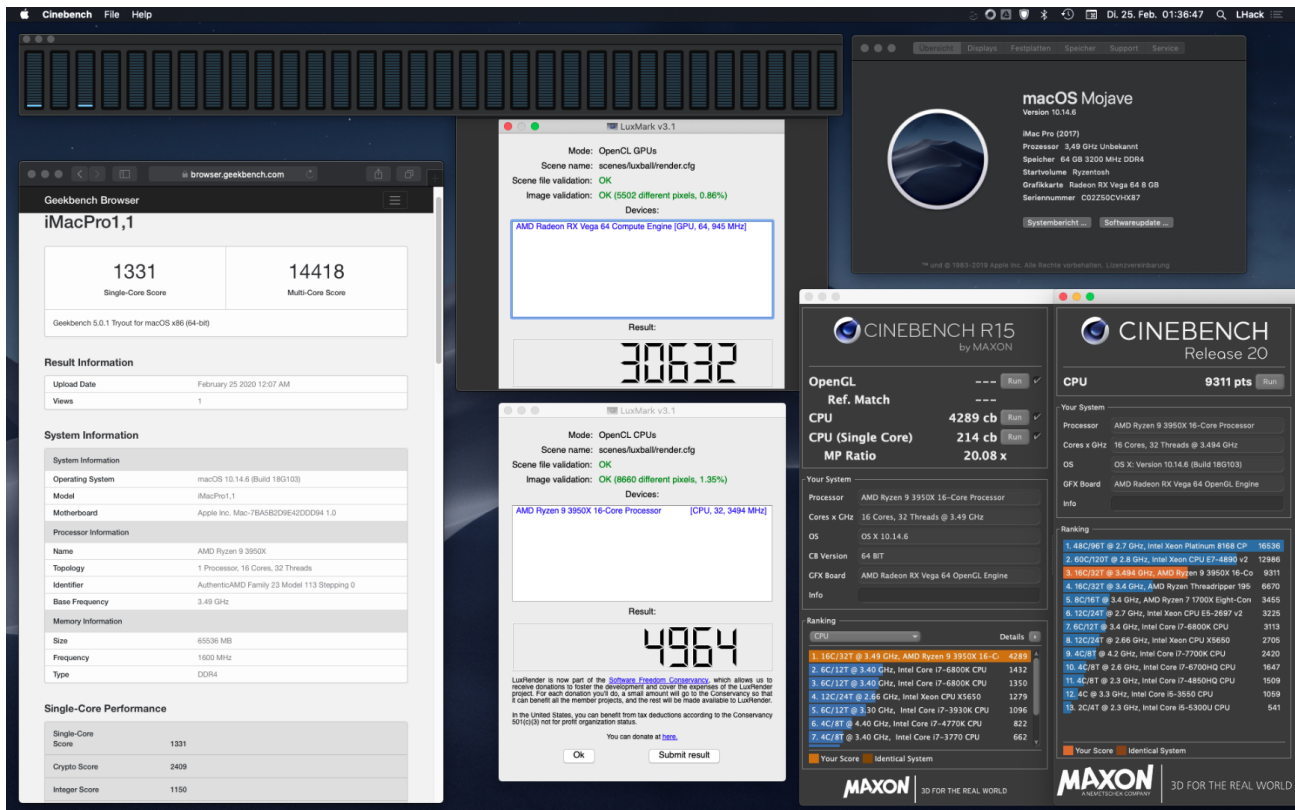 Cinebench File Help
Di. 25. Feb. 01:36:47 LHack
Übersicht Displays Festplatten Speicher Support Service
macOS Mojave
Version 10.14.6
iMac Pro (2017)
Prozessor 3,49 GHz Unbekannt
Speicher 64 GB 3200 MHz DDR4
Startvolume Ryzentosh
Grafikkarte Radeon RX Vega 64 8 GB
Seriennummer C02Z50CVHX87
Systembericht ... Softwareupdate ...
™ und © 1983-2019 Apple Inc. Alle Rechte vorbehalten. Lizenzvereinbarung
browser.geekbench.com
Geekbench Browser
iMacPro1,1
1331 14418
Single-Core Score Multi-Core Score
Geekbench 5.0.1 Tryout for macOS x86 (64-bit)
Result Information
Upload Date February 25 2020 12:07 AM
Views 1
System Information
System Information
Operating System macOS 10.14.6 (Build 18G103)
Model iMacPro1,1
Motherboard Apple Inc. Mac-7BA5B2D9E42DDD94 1.0
Processor Information
Name AMD Ryzen 9 3950X
Topology 1 Processor, 16 Cores, 32 Threads
Identifier AuthenticAMD Family 23 Model 113 Stepping 0
Base Frequency 3.49 GHz
Memory Information
Size 65536 MB
Frequency 1600 MHz
Type DDR4
Single-Core Performance
Single-Core
Score 1331
Crypto Score 2409
Integer Score 1150
LuxMark v3.1
Mode: OpenCL GPUs
Scene name: scenes/luxball/render.cfg
Scene file validation: OK
Image validation: OK (5502 different pixels, 0.86%)
Devices:
AMD Radeon RX Vega 64 Compute Engine [GPU, 64, 945 MHz]
Result:
30632
LuxMark v3.1
Mode: OpenCL CPUs
Scene name: scenes/luxball/render.cfg
Scene file validation: OK
Image validation: OK (8660 different pixels, 1.35%)
Devices:
AMD Ryzen 9 3950X 16-Core Processor [CPU, 32, 3494 MHz]
Result:
4964
LuxRender is now part of the Software Freedom Conservancy, which allows us to
receive donations to foster the development and cover the expenses of the LuxRender
project. For each donation you'll do, a small amount will go to the Conservancy so that
it can benefit all the member projects, and the rest will be made available to LuxRender.
In the United States, you can benefit from tax deductions according to the Conservancy
501(c)(3) not for profit organization status.
You can donate at here.
Ok Submit result
CINEBENCH R15
by MAXON
OpenGL --- Run
Ref. Match ---
CPU 4289 cb Run
CPU (Single Core) 214 cb Run
MP Ratio 20.08 x
Your System
Processor AMD Ryzen 9 3950X 16-Core Processor
Cores x GHz 16 Cores, 32 Threads @ 3.49 GHz
OS OS X 10.14.6
CB Version 64 BIT
GFX Board AMD Radeon RX Vega 64 OpenGL Engine
Info
Ranking
CPU Details
1. 16C/32T @ 3.49 GHz, AMD Ryzen 9 3950X 16-C 4289
2. 6C/12T @ 3.40 GHz, Intel Core i7-6800K CPU 1432
3. 6C/12T @ 3.40 GHz, Intel Core i7-6800K CPU 1350
4. 12C/24T @ 2.66 GHz, Intel Xeon CPU X5650 1279
5. 6C/12T @ 3.30 GHz, Intel Core i7-3930K CPU 1096
6. 4C/8T @ 4.40 GHz, Intel Core i7-4770K CPU 822
7. 4C/8T @ 3.40 GHz, Intel Core i7-3770 CPU 662
Your Score Identical System
MAXON 3D FOR THE REAL WORLD
CINEBENCH
Release 20
CPU 9311 pts Run
Your System
Processor AMD Ryzen 9 3950X 16-Core Processor
Cores x GHz 16 Cores, 32 Threads @ 3.494 GHz
OS OS X: Version 10.14.6 (Build 18G103)
GFX Board AMD Radeon RX Vega 64 OpenGL Engine
Info
Ranking
1. 48C/96T @ 2.7 GHz, Intel Xeon Platinum 8168 CP 16536
2. 60C/120T @ 2.8 GHz, Intel Xeon CPU E7-4890 v2 12986
3. 16C/32T @ 3.494 GHz, AMD Ryzen 9 3950X 16-Co 9311
4. 16C/32T @ 3.4 GHz, AMD Ryzen Threadripper 195 6670
5. 8C/16T @ 3.4 GHz, AMD Ryzen 7 1700X Eight-Core 3455
6. 12C/24T @ 2.7 GHz, Intel Xeon CPU E5-2697 v2 3225
7. 6C/12T @ 3.4 GHz, Intel Core i7-6800K CPU 3113
8. 12C/24T @ 2.66 GHz, Intel Xeon CPU X5650 2705
9. 4C/8T @ 4.2 GHz, Intel Core i7-7700K CPU 2420
10. 4C/8T @ 2.6 GHz, Intel Core i7-6700HQ CPU 1647
11. 4C/8T @ 2.3 GHz, Intel Core i7-4850HQ CPU 1509
12. 4C @ 3.3 GHz, Intel Core i5-3550 CPU 1059
13. 2C/4T @ 2.3 GHz, Intel Core i5-5300U CPU 541
Your Score Identical System
MAXON
A NEMETSCHEK COMPANY
3D FOR THE REAL WORLD